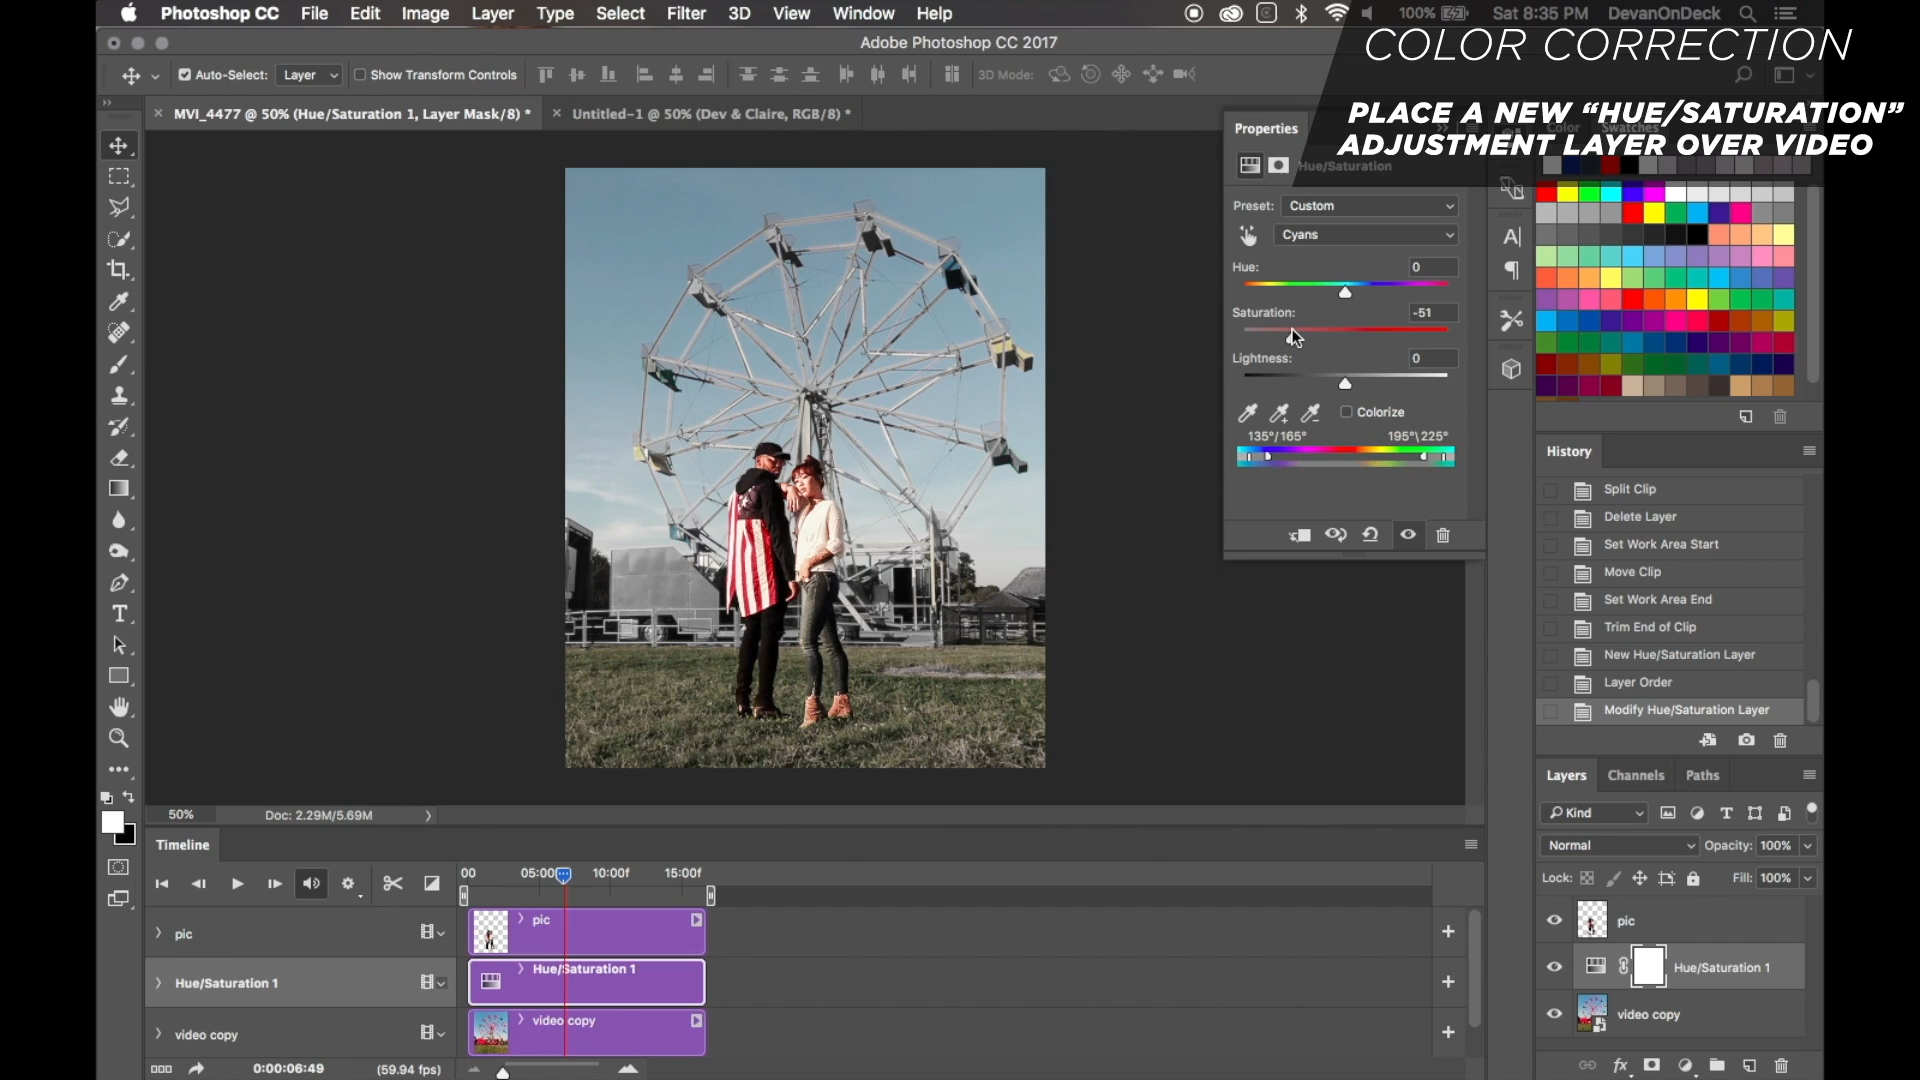 Photoshop CC File Edit Image Layer Type Select Filter 3D View Window Help
100% Sat 8:35 PM DevanOnDeck
Adobe Photoshop CC 2017
COLOR CORRECTION
PLACE A NEW “HUE/SATURATION”
ADJUSTMENT LAYER OVER VIDEO
Auto-Select: Layer Show Transform Controls 3D Mode:
MVI_4477 @ 50% (Hue/Saturation 1, Layer Mask/8) * Untitled-1 @ 50% (Dev & Claire, RGB/8) *
Properties
Color Swatches
Hue/Saturation
Preset: Custom
Cyans
Hue: 0
Saturation: -51
Lightness: 0
Colorize
135°/165° 195°\225°
History
Split Clip
Delete Layer
Set Work Area Start
Move Clip
Set Work Area End
Trim End of Clip
New Hue/Saturation Layer
Layer Order
Modify Hue/Saturation Layer
Layers Channels Paths
Kind
Normal Opacity: 100%
Lock: Fill: 100%
pic
Hue/Saturation 1
video copy
fx
50% Doc: 2.29M/5.69M
Timeline
00 05:00 10:00f 15:00f
pic pic
Hue/Saturation 1 Hue/Saturation 1
video copy video copy
0:00:06:49 (59.94 fps)